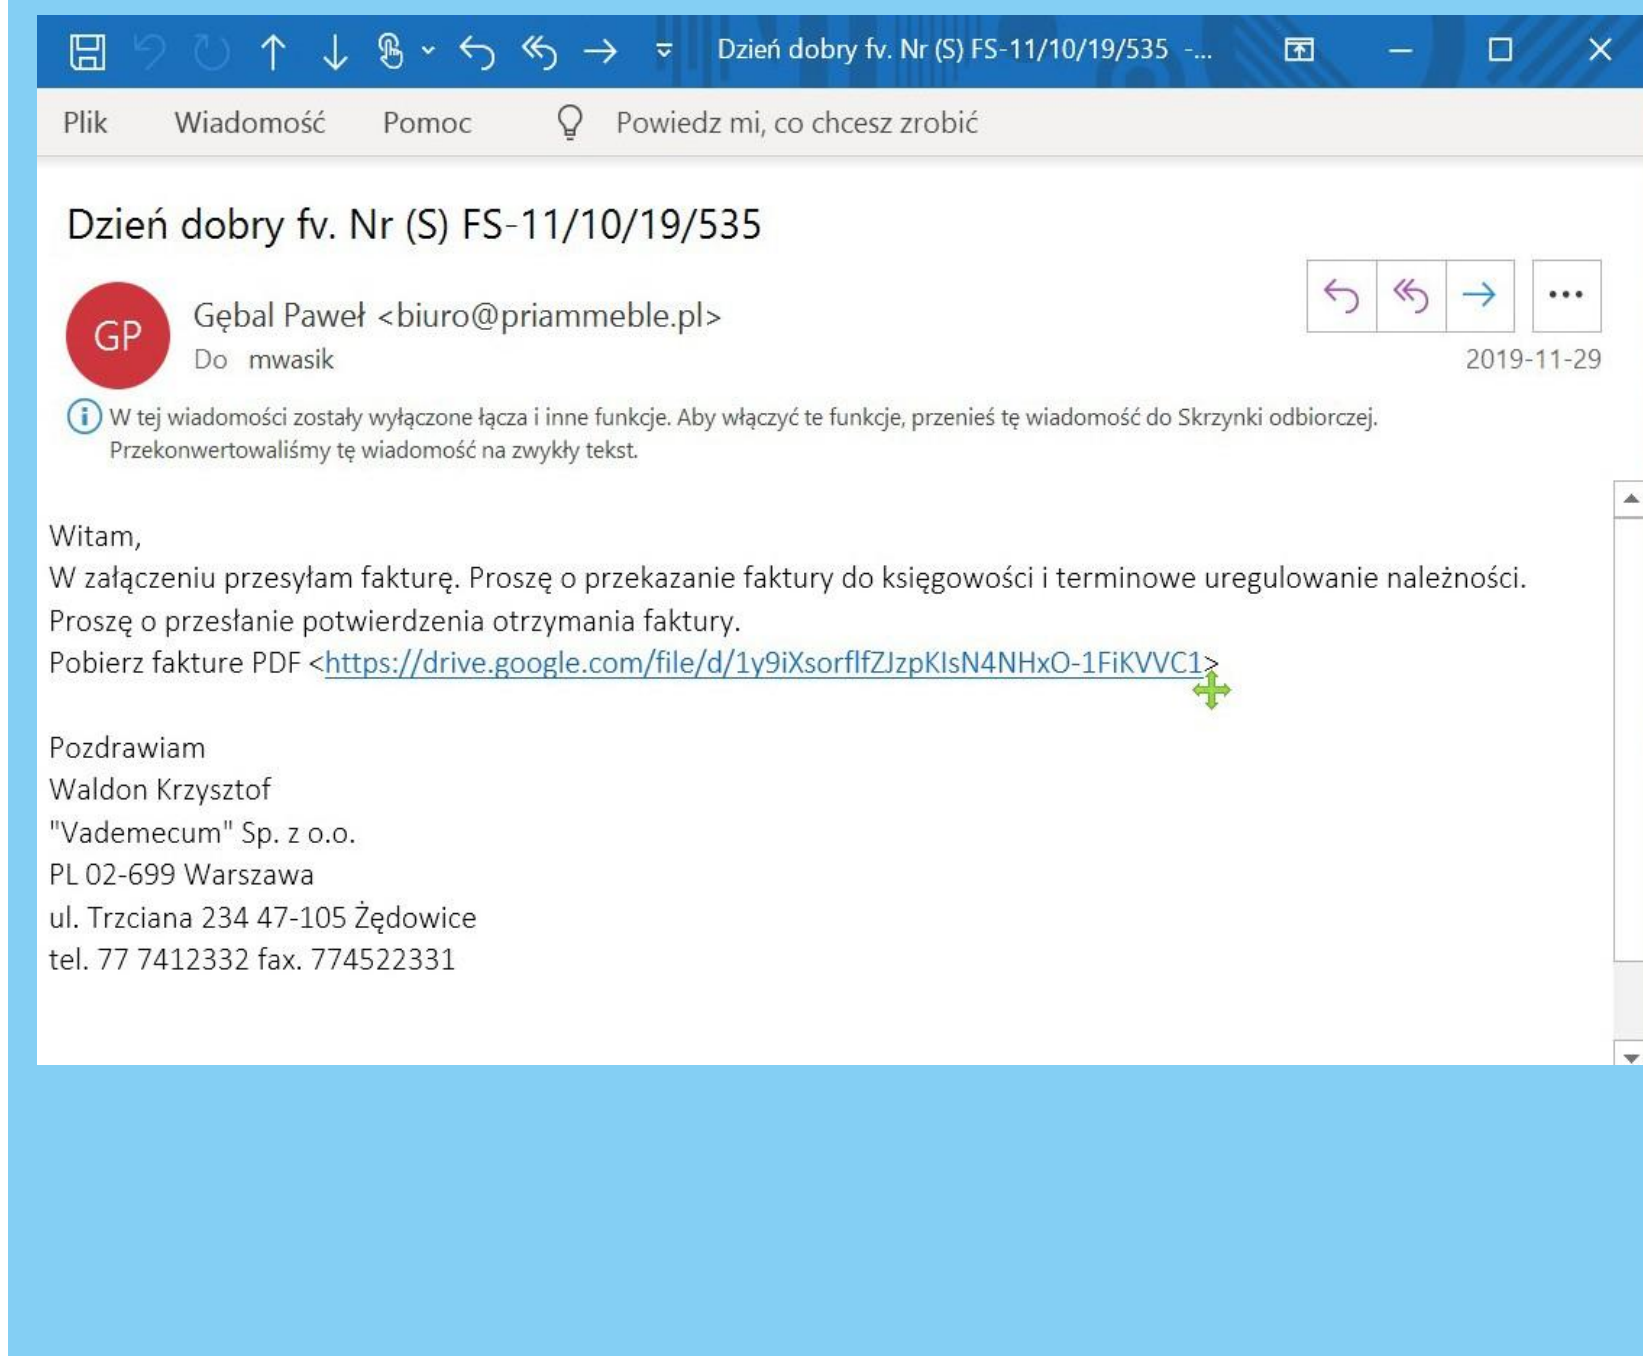 Dzień dobry fv. Nr (S) FS-11/10/19/535 -...
Plik Wiadomość Pomoc Powiedz mi, co chcesz zrobić
Dzień dobry fv. Nr (S) FS-11/10/19/535
GP
Gębal Paweł <biuro@priammeble.pl>
Do mwasik
2019-11-29
W tej wiadomości zostały wyłączone łącza i inne funkcje. Aby włączyć te funkcje, przenieś tę wiadomość do Skrzynki odbiorczej.
Przekonwertowaliśmy tę wiadomość na zwykły tekst.
Witam,
W załączeniu przesyłam fakturę. Proszę o przekazanie faktury do księgowości i terminowe uregulowanie należności.
Proszę o przesłanie potwierdzenia otrzymania faktury.
Pobierz fakture PDF <https://drive.google.com/file/d/1y9iXsorflfZJzpKIsN4NHxO-1FiKVVC1>
Pozdrawiam
Waldon Krzysztof
"Vademecum" Sp. z o.o.
PL 02-699 Warszawa
ul. Trzciana 234 47-105 Żędowice
tel. 77 7412332 fax. 774522331